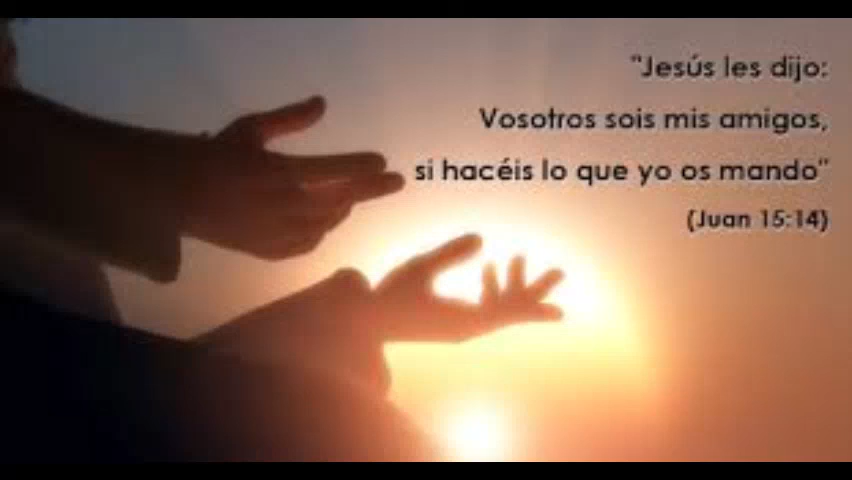 "Jesús les dijo:
Vosotros sois mis amigos,
si hacéis lo que yo os mando"
(Juan 15:14)